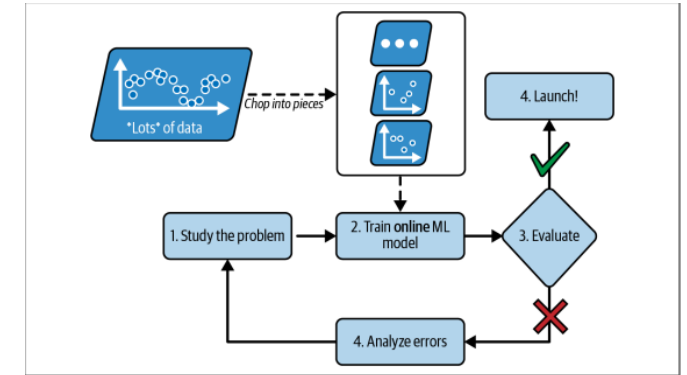 *Lots* of data
Chop into pieces
4. Launch!
1. Study the problem
2. Train online ML
model
3. Evaluate
4. Analyze errors